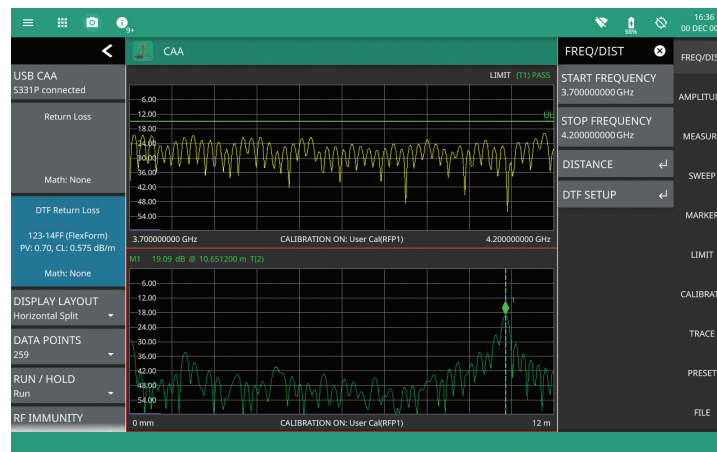 9+
98%
16:36
00 DEC 00
CAA
FREQ/DIST
FREQ/DIS
USB CAA
S331P connected
Return Loss
Math: None
DTF Return Loss
123-14FF (FlexForm)
PV: 0.70, CL: 0.575 dB/m
Math: None
DISPLAY LAYOUT
Horizontal Split
DATA POINTS
259
RUN / HOLD
Run
RF IMMUNITY
LIMIT (T1) PASS
6.00
12.00
UL
18.00
24.00
30.00
36.00
42.00
48.00
54.00
3.700000000 GHz CALIBRATION ON: User Cal(RFP1) 4.200000000 GHz
M1 19.09 dB @ 10.651200 m T(2)
1
6.00
12.00
18.00
24.00
30.00
36.00
42.00
48.00
54.00
0 mm CALIBRATION ON: User Cal(RFP1) 12 m
START FREQUENCY
3.700000000 GHz
STOP FREQUENCY
4.200000000 GHz
DISTANCE
DTF SETUP
AMPLITUD
MEASUR
SWEEP
MARKER
LIMIT
CALIBRAT
TRACE
PRESET
FILE